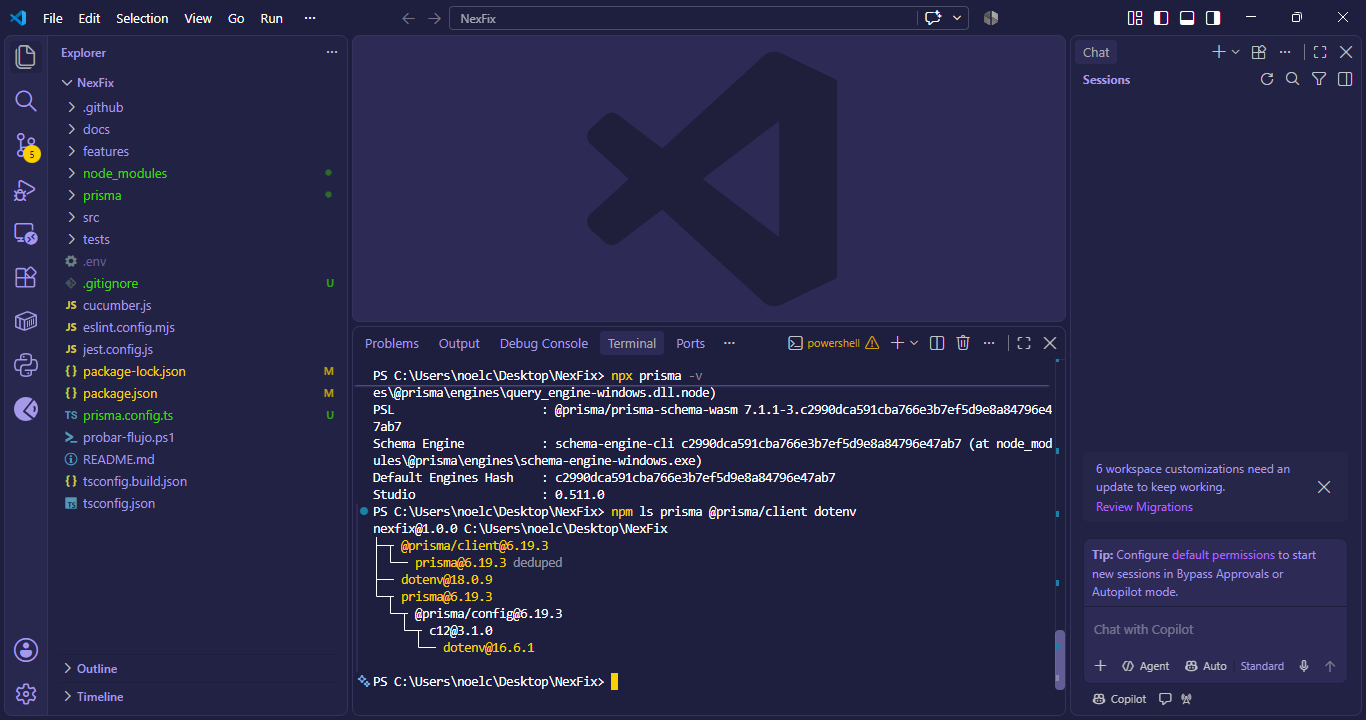 File Edit Selection View Go Run ···
NexFix
Explorer ···
NexFix
.github
docs
features
node_modules
prisma
src
tests
.env
.gitignore U
JS cucumber.js
JS eslint.config.mjs
JS jest.config.js
{} package-lock.json M
{} package.json M
TS prisma.config.ts U
probar-flujo.ps1
README.md
{} tsconfig.build.json
TS tsconfig.json
Outline
Timeline
5
Problems Output Debug Console Terminal Ports ··· powershell
PS C:\Users\noelc\Desktop\NexFix> npx prisma -v
es\@prisma\engines\query_engine-windows.dll.node)
PSL : @prisma/prisma-schema-wasm 7.1.1-3.c2990dca591cba766e3b7ef5d9e8a84796e4
7ab7
Schema Engine : schema-engine-cli c2990dca591cba766e3b7ef5d9e8a84796e47ab7 (at node_mod
ules\@prisma\engines\schema-engine-windows.exe)
Default Engines Hash : c2990dca591cba766e3b7ef5d9e8a84796e47ab7
Studio : 0.511.0
PS C:\Users\noelc\Desktop\NexFix> npm ls prisma @prisma/client dotenv
nexfix@1.0.0 C:\Users\noelc\Desktop\NexFix
├─┬ @prisma/client@6.19.3
│ └── prisma@6.19.3 deduped
├── dotenv@18.0.9
└─┬ prisma@6.19.3
  └─┬ @prisma/config@6.19.3
    └─┬ c12@3.1.0
      └── dotenv@16.6.1
PS C:\Users\noelc\Desktop\NexFix>
Chat
Sessions
6 workspace customizations need an
update to keep working.
Review Migrations
Tip: Configure default permissions to start
new sessions in Bypass Approvals or
Autopilot mode.
Chat with Copilot
Agent Auto Standard
Copilot